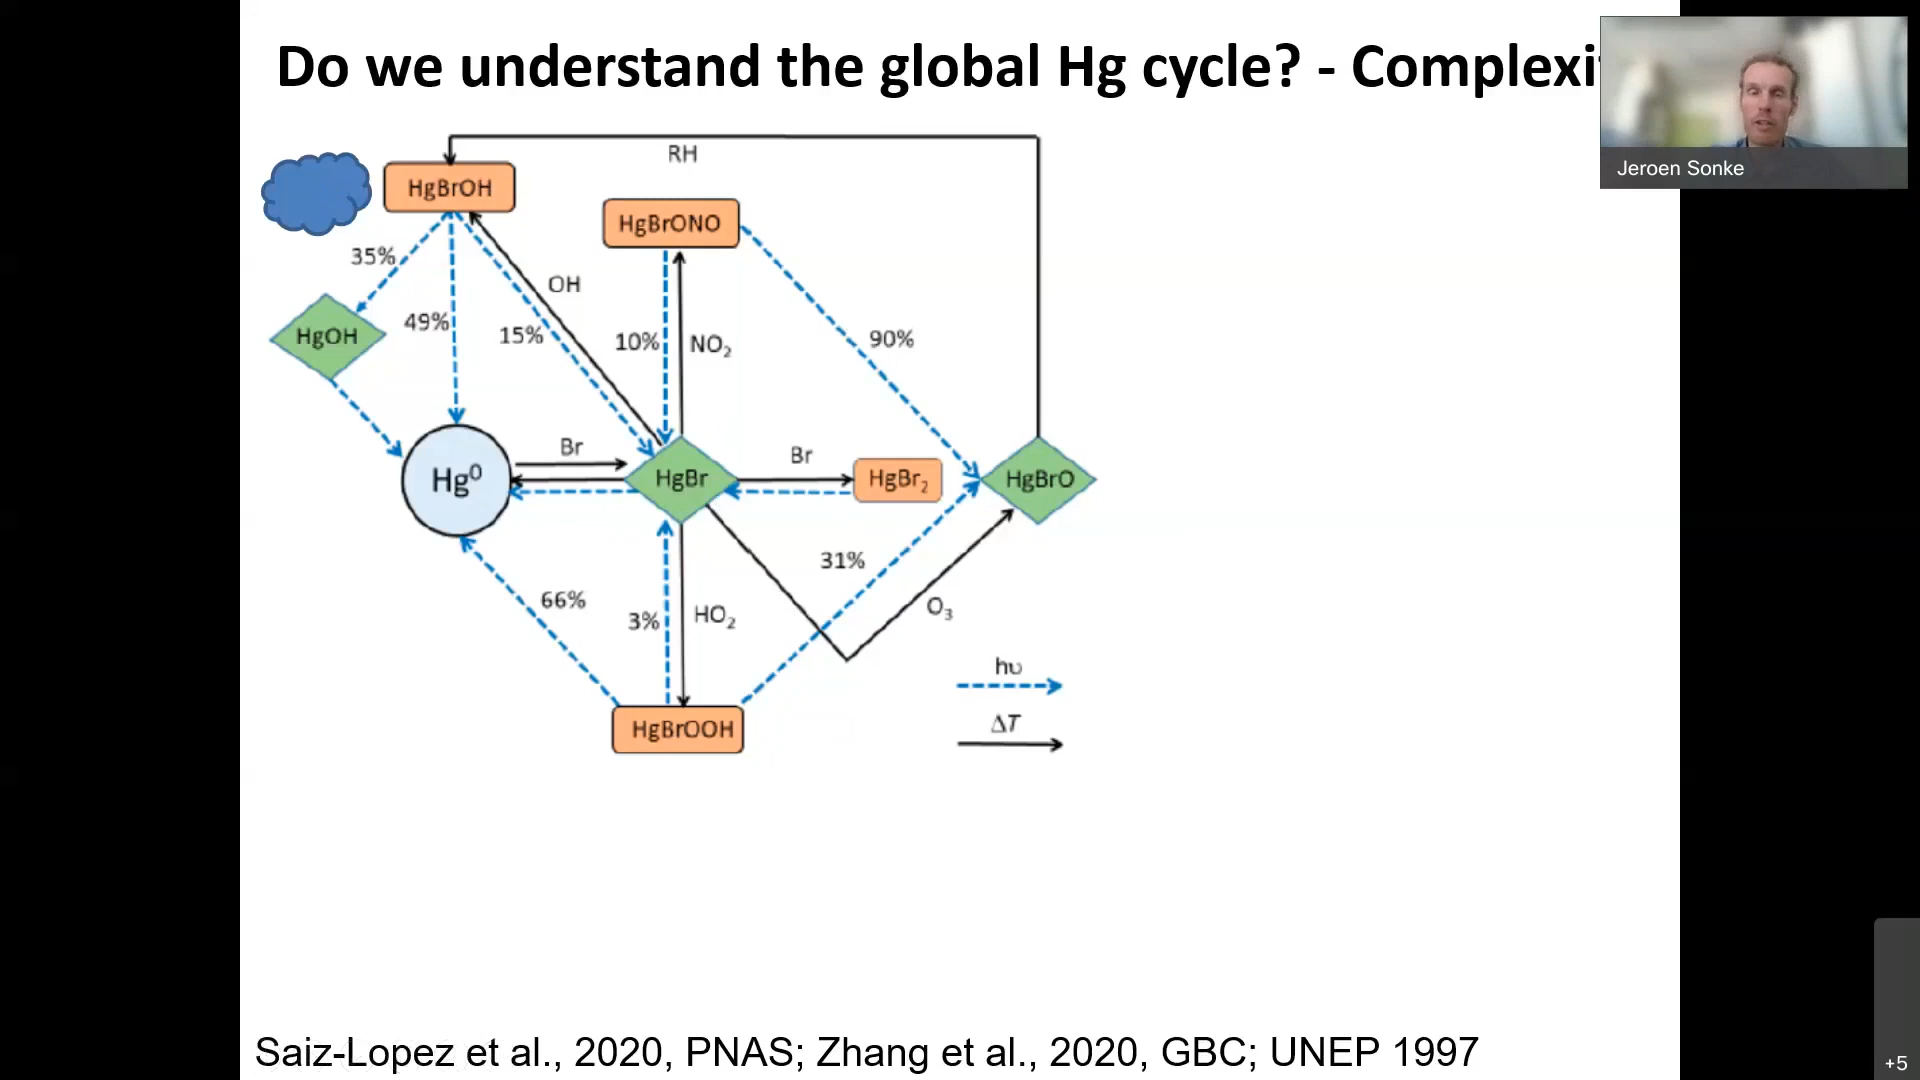 Do we understand the global Hg cycle? - Complexi
Jeroen Sonke
RH
HgBrOH
HgBrONO
35%
OH
HgOH
49%
15%
10%
NO₂
90%
Hg⁰
Br
HgBr
Br
HgBr₂
HgBrO
66%
3%
HO₂
31%
O₃
hυ
ΔT
HgBrOOH
Saiz-Lopez et al., 2020, PNAS; Zhang et al., 2020, GBC; UNEP 1997
+5